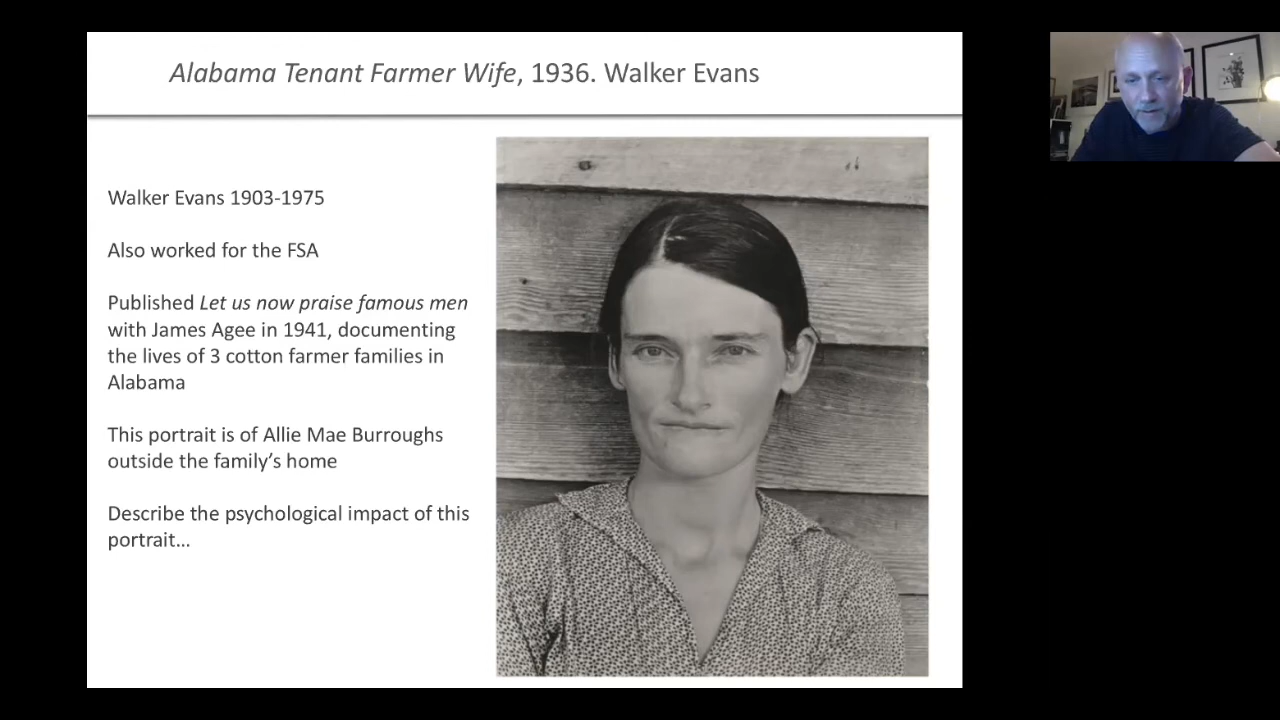 Alabama Tenant Farmer Wife, 1936. Walker Evans
Walker Evans 1903-1975
Also worked for the FSA
Published Let us now praise famous men
with James Agee in 1941, documenting
the lives of 3 cotton farmer families in
Alabama
This portrait is of Allie Mae Burroughs
outside the family’s home
Describe the psychological impact of this
portrait…